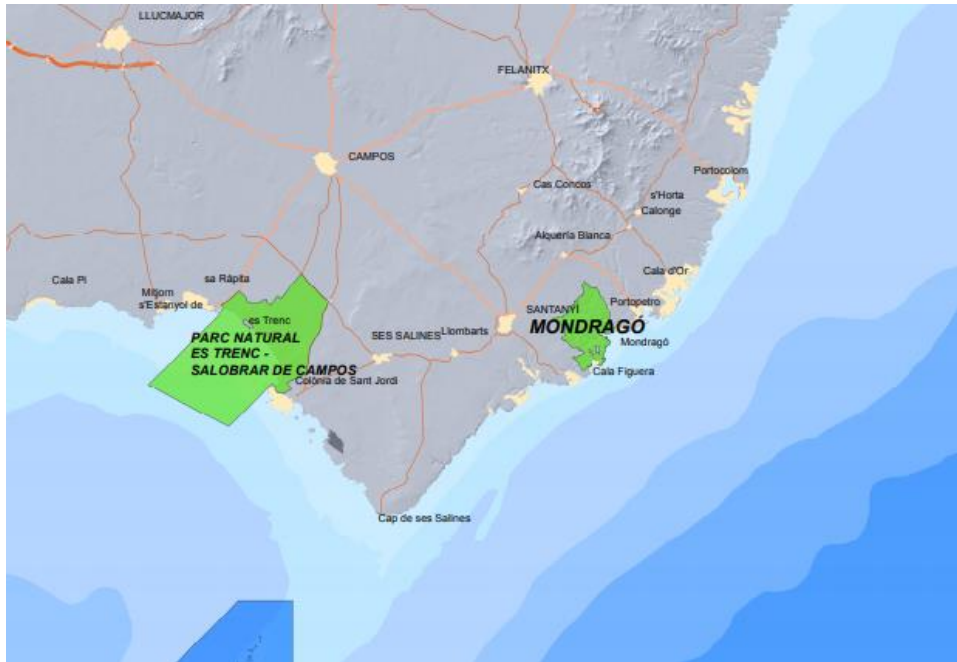 LLUCMAJOR
FELANITX
CAMPOS
Portocolom
Cas Concos
s'Horta
Calonge
Alquería Blanca
Cala d'Or
Cala Pi
sa Ràpita
Mitjorn
s'Estanyol de
SANTANYÍ
Portopetro
es Trenc
MONDRAGÓ
PARC NATURAL
ES TRENC -
SALOBRAR DE CAMPOS
SES SALINES
Llombarts
Mondragó
Cala Figuera
Colònia de Sant Jordi
Cap de ses Salines